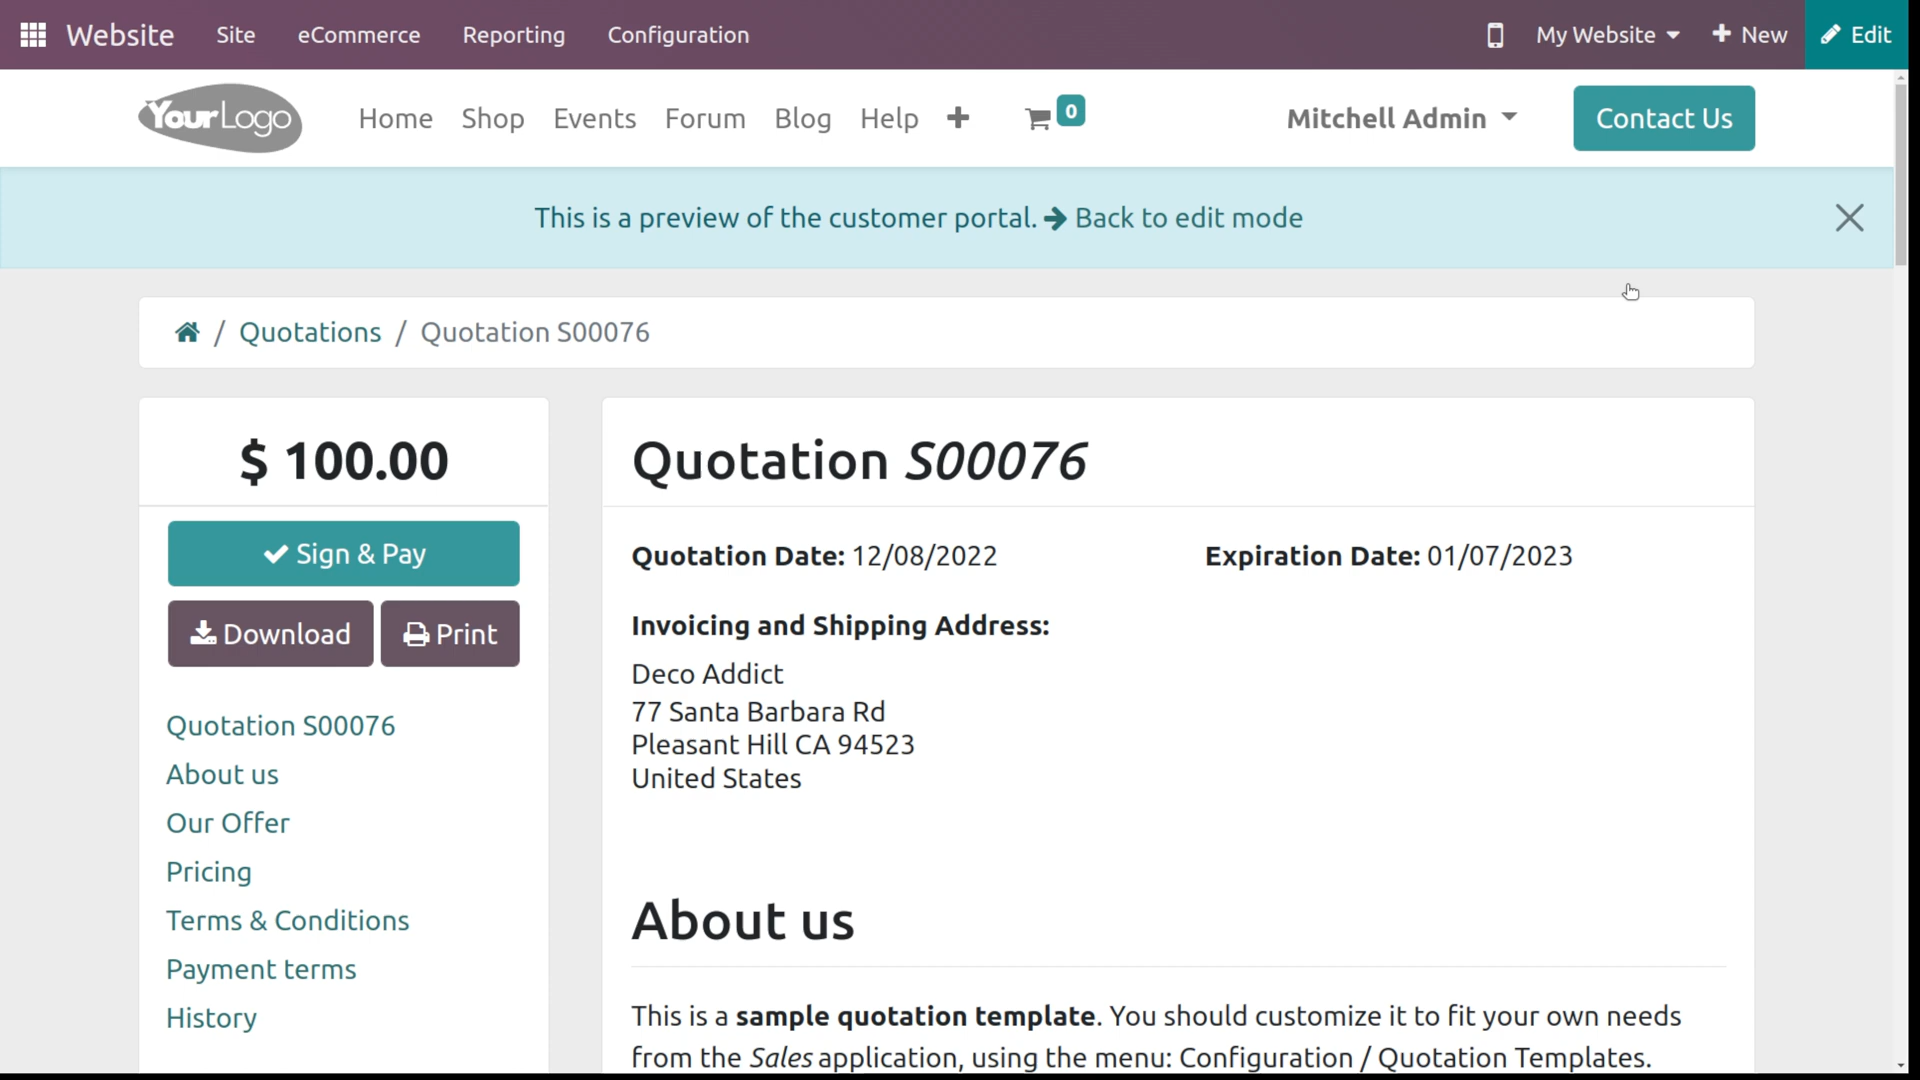 Website Site eCommerce Reporting Configuration My Website New Edit
YourLogo Home Shop Events Forum Blog Help 0 Mitchell Admin Contact Us
This is a preview of the customer portal. Back to edit mode
/ Quotations / Quotation S00076
$ 100.00
Sign & Pay
Download Print
Quotation S00076
About us
Our Offer
Pricing
Terms & Conditions
Payment terms
History
Quotation S00076
Quotation Date: 12/08/2022 Expiration Date: 01/07/2023
Invoicing and Shipping Address:
Deco Addict
77 Santa Barbara Rd
Pleasant Hill CA 94523
United States
About us
This is a sample quotation template. You should customize it to fit your own needs
from the Sales application, using the menu: Configuration / Quotation Templates.